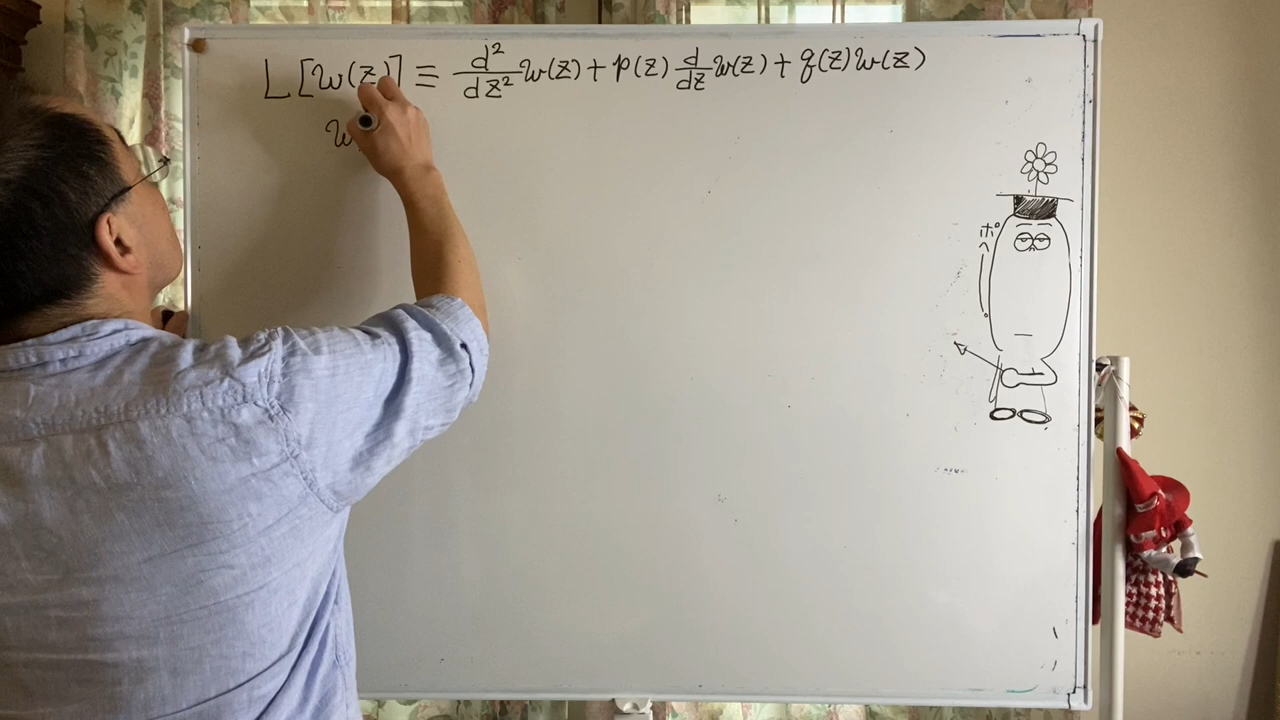 L[w(z)] ≡ d²/dz² w(z) + p(z) d/dz w(z) + q(z)w(z)
w
ポヘ